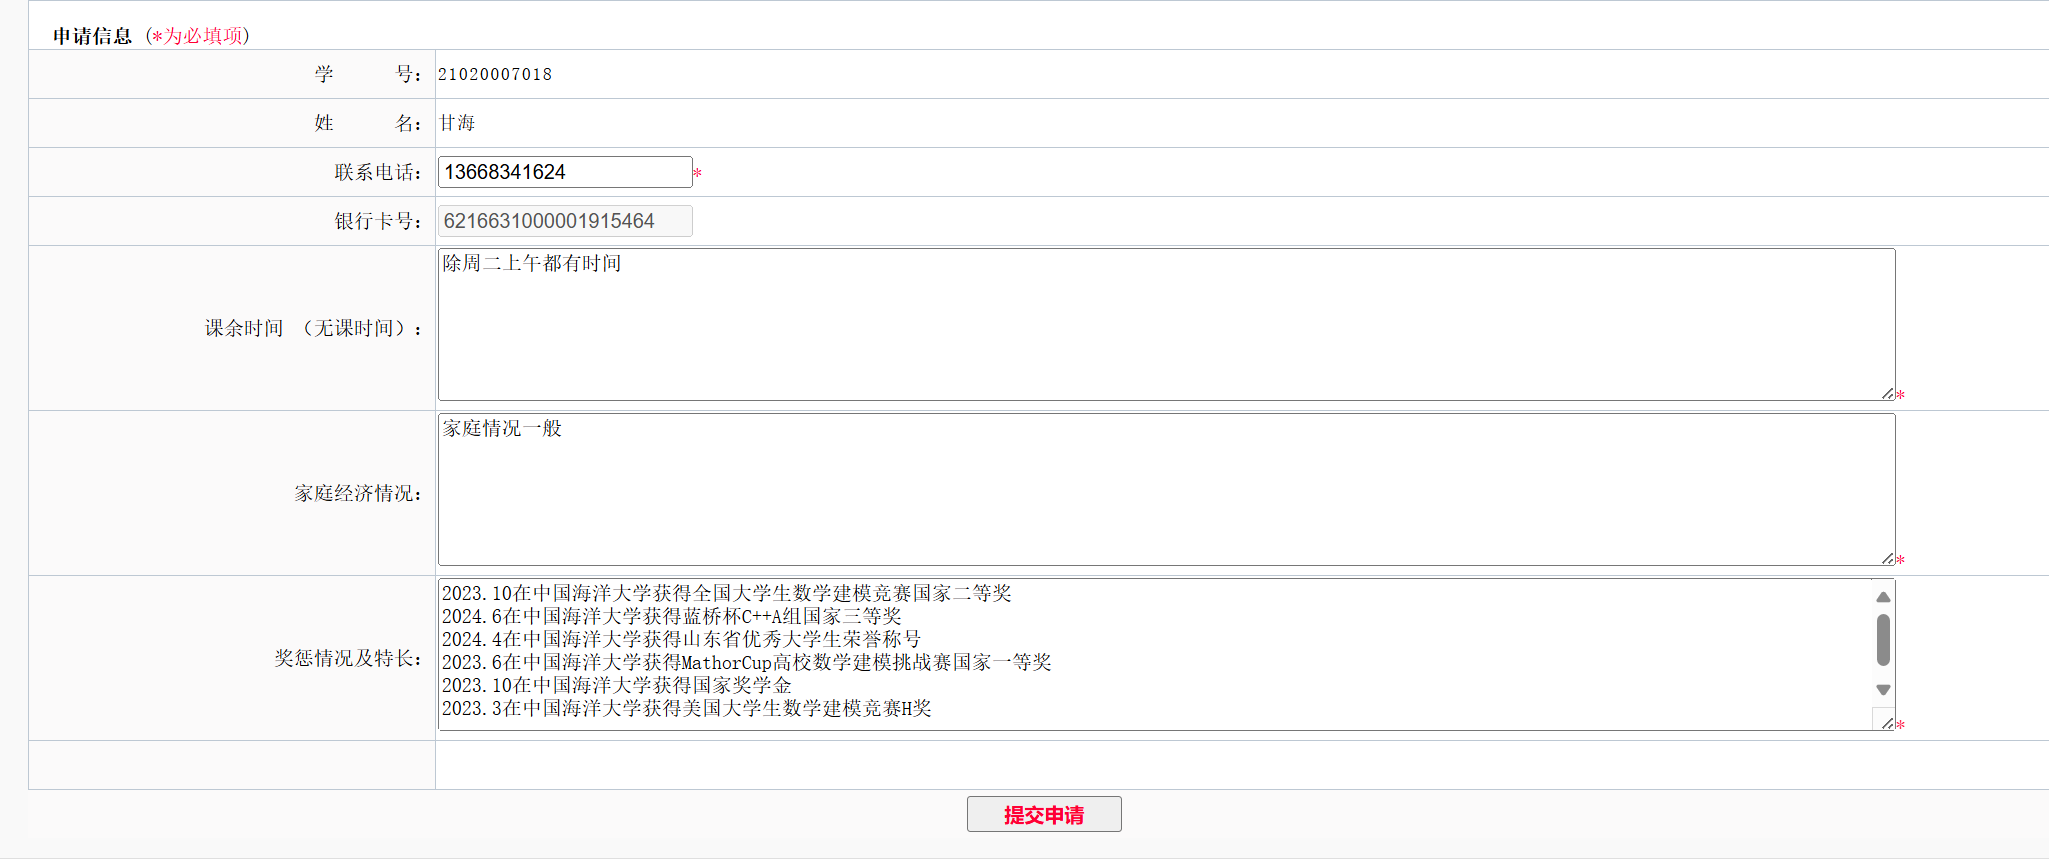 申请信息 (*为必填项)
学 号: 21020007018
姓 名: 甘海
联系电话: 13668341624*
银行卡号: 6216631000001915464
课余时间 (无课时间): 除周二上午都有时间
*
家庭经济情况: 家庭情况一般
*
奖惩情况及特长:
2023.10在中国海洋大学获得全国大学生数学建模竞赛国家二等奖
2024.6在中国海洋大学获得蓝桥杯C++A组国家三等奖
2024.4在中国海洋大学获得山东省优秀大学生荣誉称号
2023.6在中国海洋大学获得MathorCup高校数学建模挑战赛国家一等奖
2023.10在中国海洋大学获得国家奖学金
2023.3在中国海洋大学获得美国大学生数学建模竞赛H奖
*
提交申请